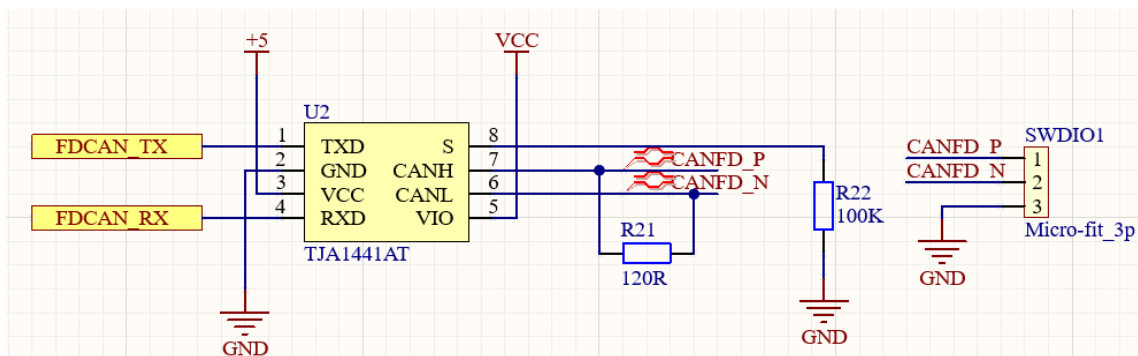 +5
VCC
U2
FDCAN_TX
1
TXD
S
8
2
GND
CANH
7
CANFD_P
3
VCC
CANL
6
CANFD_N
FDCAN_RX
4
RXD
VIO
5
TJA1441AT
R21
120R
R22
100K
GND
GND
SWDIO1
CANFD_P
1
CANFD_N
2
3
Micro-fit_3p
GND